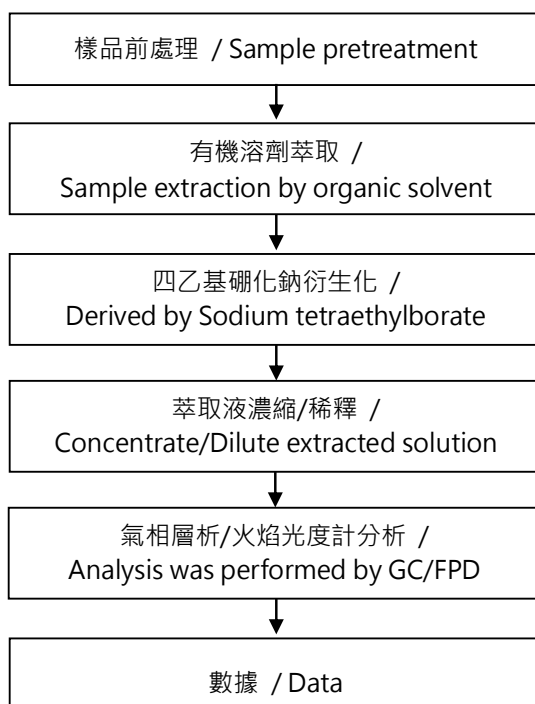 樣品前處理 / Sample pretreatment
有機溶劑萃取 /
Sample extraction by organic solvent
四乙基硼化鈉衍生化 /
Derived by Sodium tetraethylborate
萃取液濃縮/稀釋 /
Concentrate/Dilute extracted solution
氣相層析/火焰光度計分析 /
Analysis was performed by GC/FPD
數據 / Data